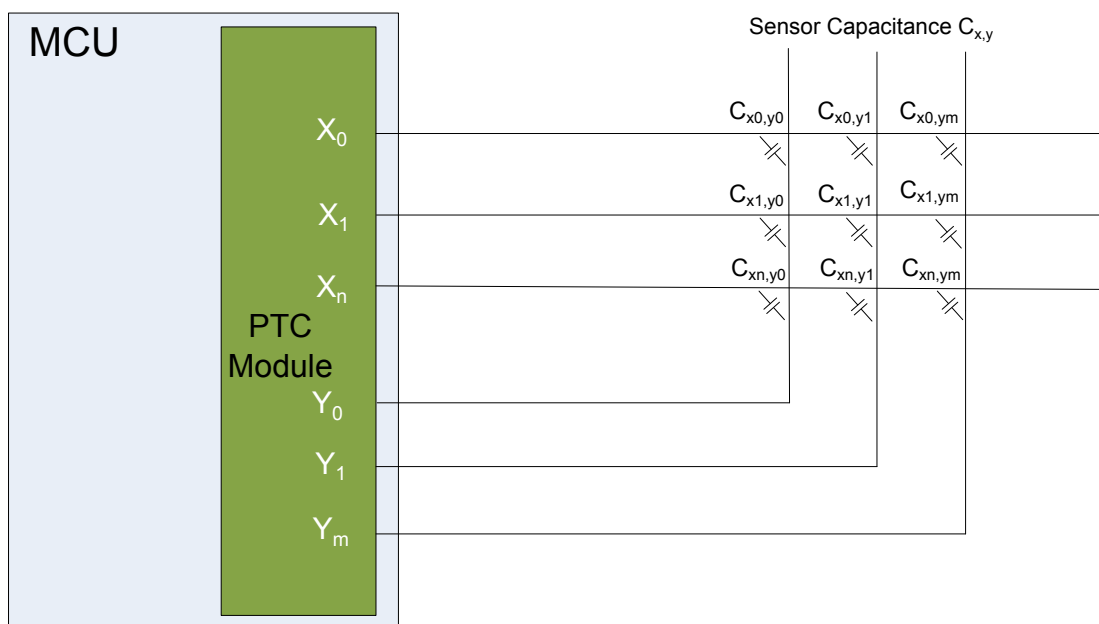 MCU
Sensor Capacitance Cx,y
X0
Cx0,y0 Cx0,y1 Cx0,ym
X1
Cx1,y0 Cx1,y1 Cx1,ym
Xn
Cxn,y0 Cxn,y1 Cxn,ym
PTC
Module
Y0
Y1
Ym